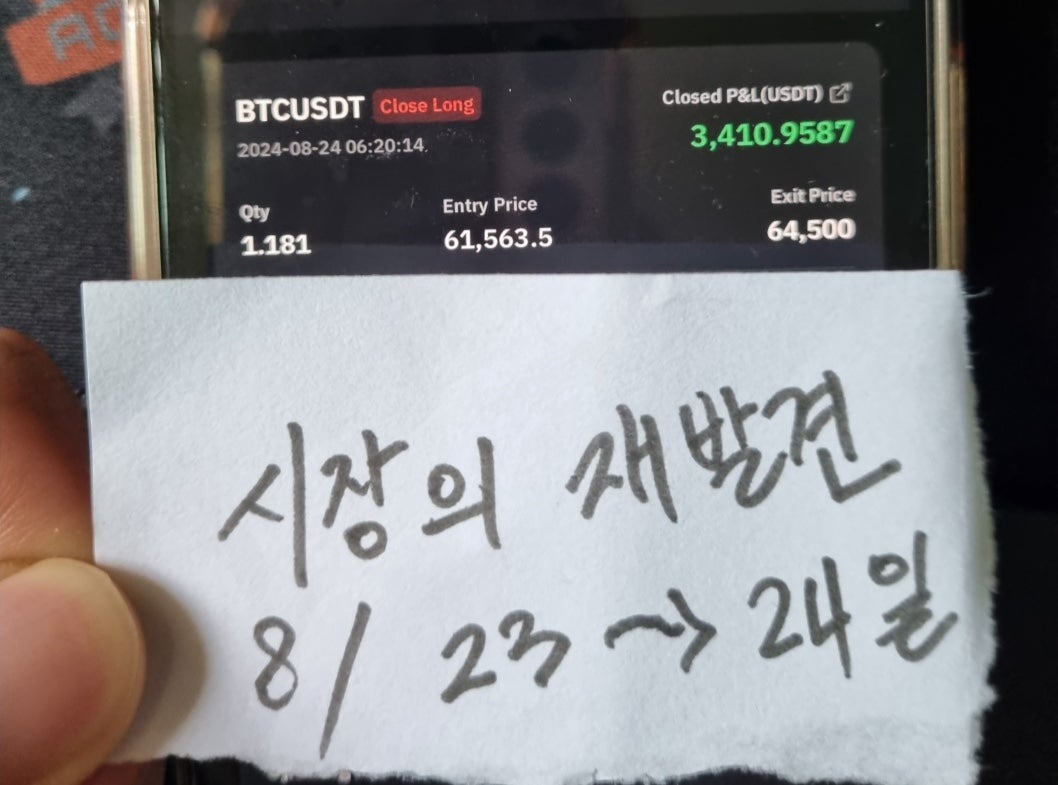 BTCUSDT Close Long
2024-08-24 06:20:14
Closed P&L(USDT)
3,410.9587
Qty
1.181
Entry Price
61,563.5
Exit Price
64,500
시장의 재발견
8/ 23 ~> 24일